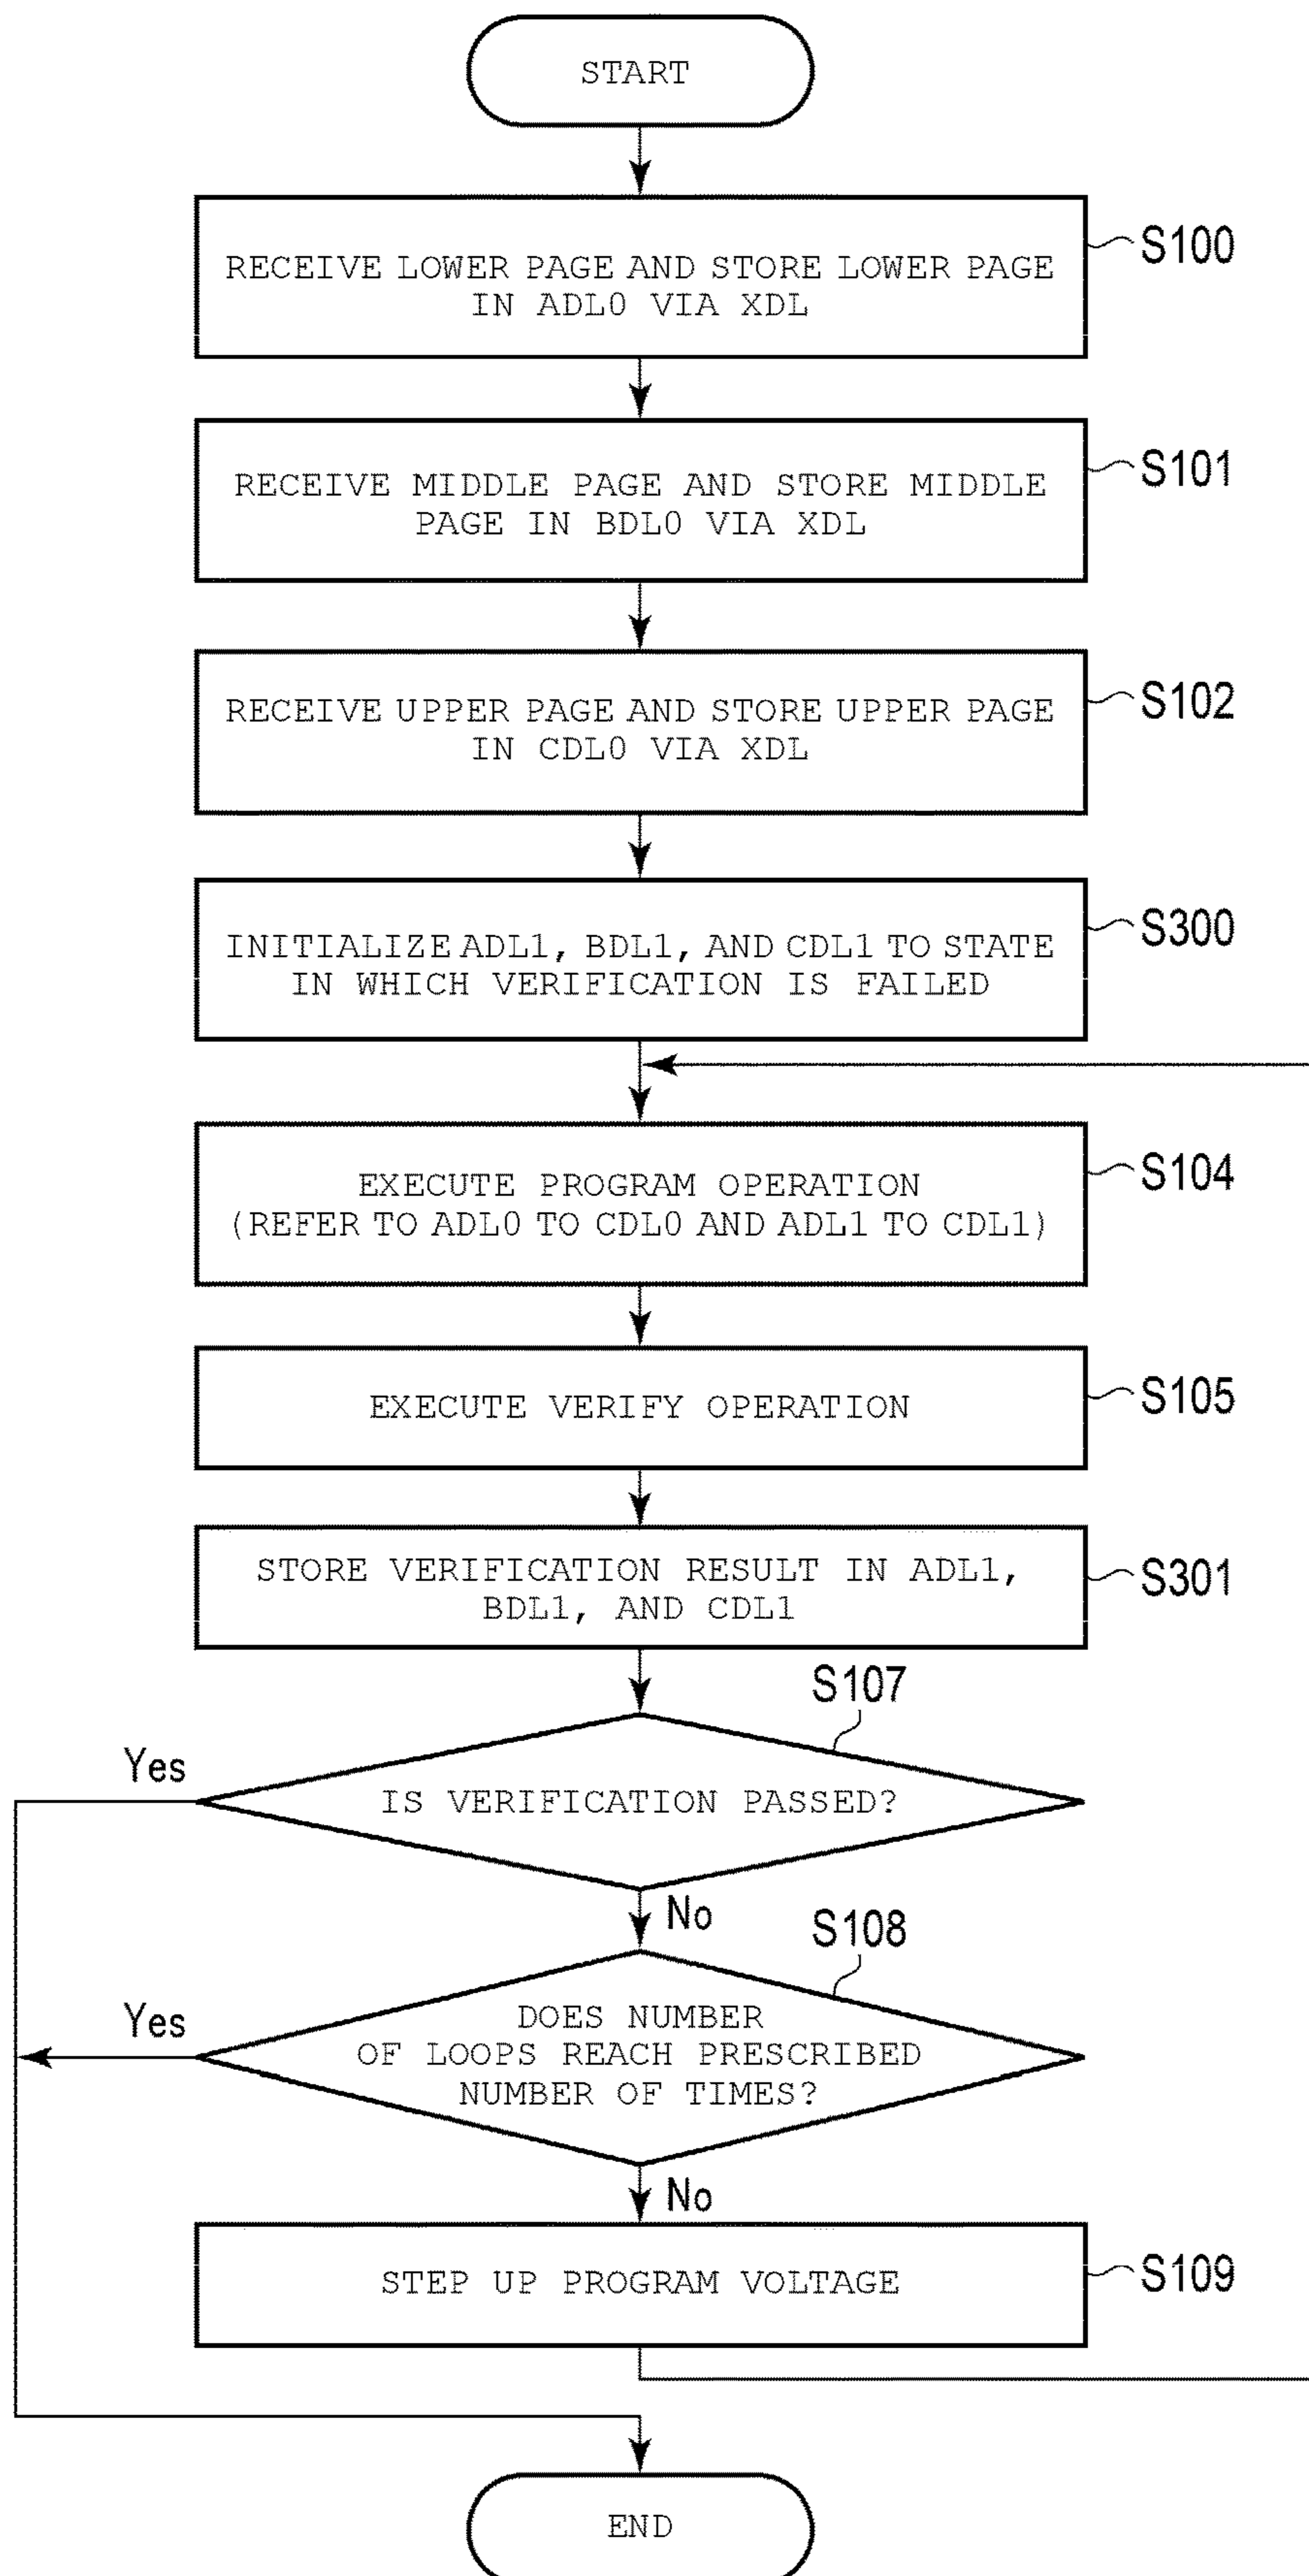 START
S100
RECEIVE LOWER PAGE AND STORE LOWER PAGE
IN ADL0 VIA XDL
S101
RECEIVE MIDDLE PAGE AND STORE MIDDLE
PAGE IN BDL0 VIA XDL
S102
RECEIVE UPPER PAGE AND STORE UPPER PAGE
IN CDL0 VIA XDL
S300
INITIALIZE ADL1, BDL1, AND CDL1 TO STATE
IN WHICH VERIFICATION IS FAILED
S104
EXECUTE PROGRAM OPERATION
(REFER TO ADL0 TO CDL0 AND ADL1 TO CDL1)
S105
EXECUTE VERIFY OPERATION
S301
STORE VERIFICATION RESULT IN ADL1,
BDL1, AND CDL1
S107
Yes
IS VERIFICATION PASSED?
No
S108
Yes
DOES NUMBER
OF LOOPS REACH PRESCRIBED
NUMBER OF TIMES?
No
S109
STEP UP PROGRAM VOLTAGE
END